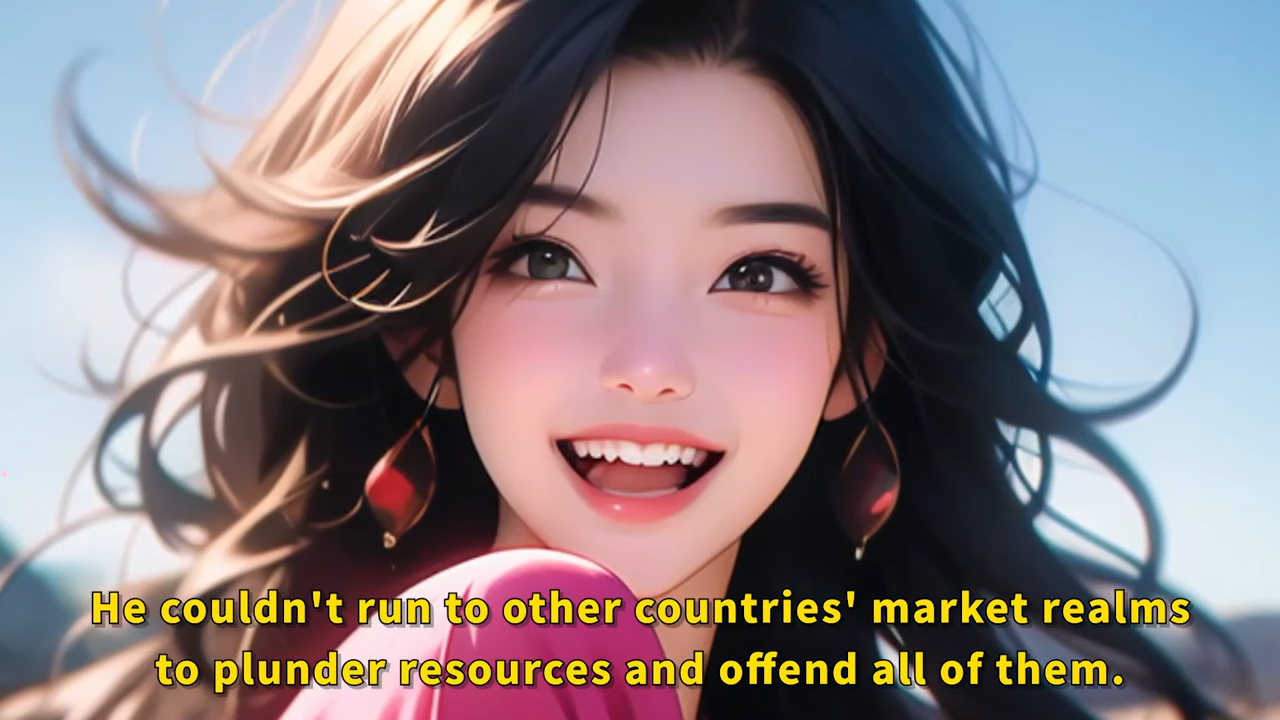 He couldn't run to other countries' market realms
to plunder resources and offend all of them.